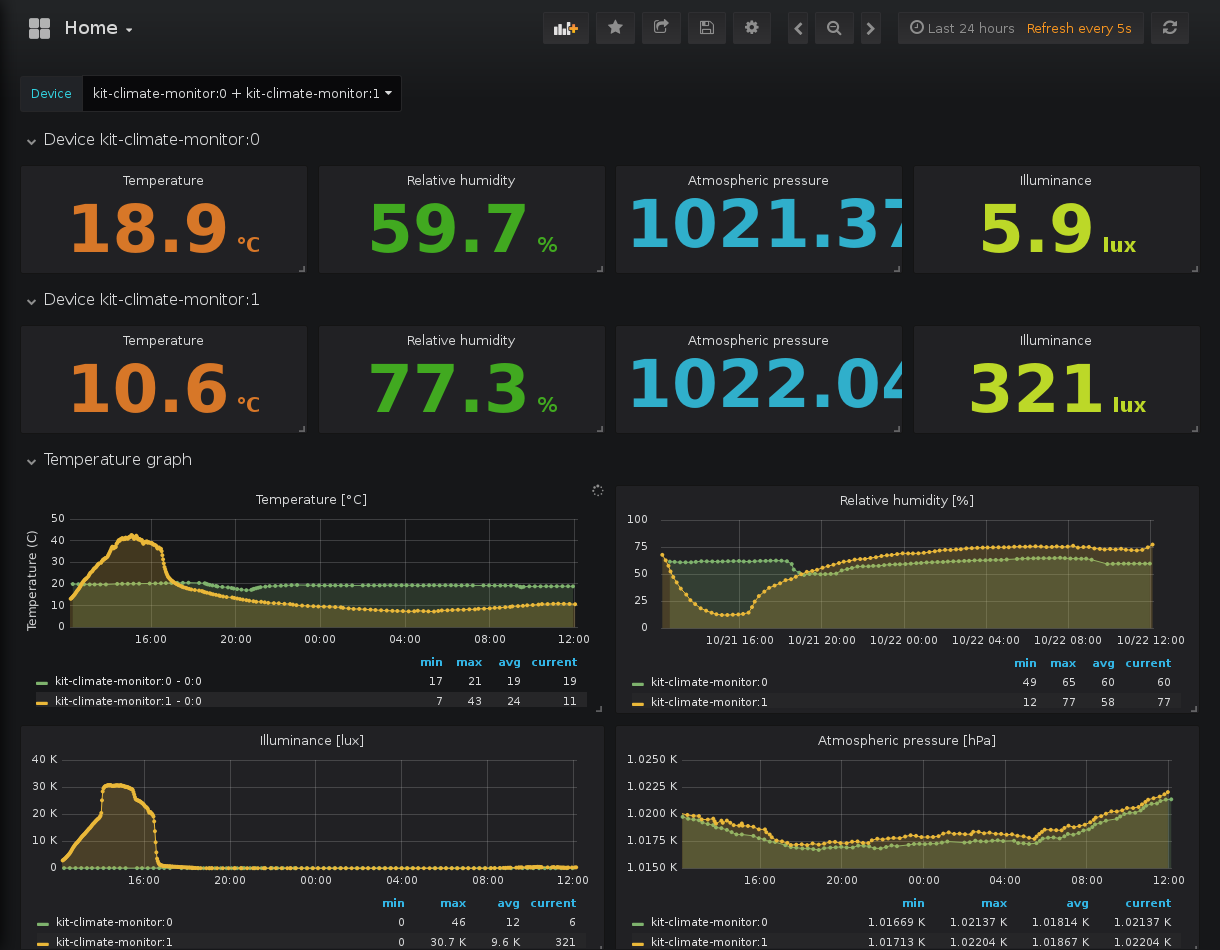 Home
Last 24 hours Refresh every 5s
Device kit-climate-monitor:0 + kit-climate-monitor:1
Device kit-climate-monitor:0
Temperature Relative humidity Atmospheric pressure Illuminance
18.9 °C 59.7 % 1021.37 5.9 lux
Device kit-climate-monitor:1
Temperature Relative humidity Atmospheric pressure Illuminance
10.6 °C 77.3 % 1022.04 321 lux
Temperature graph
Temperature [°C]
Temperature (C)
50
40
30
20
10
0
16:00 20:00 00:00 04:00 08:00 12:00
min max avg current
kit-climate-monitor:0 - 0:0 17 21 19 19
kit-climate-monitor:1 - 0:0 7 43 24 11
Relative humidity [%]
100
75
50
25
0
10/21 16:00 10/21 20:00 10/22 00:00 10/22 04:00 10/22 08:00 10/22 12:00
min max avg current
kit-climate-monitor:0 49 65 60 60
kit-climate-monitor:1 12 77 58 77
Illuminance [lux]
40 K
30 K
20 K
10 K
0
16:00 20:00 00:00 04:00 08:00 12:00
min max avg current
kit-climate-monitor:0 0 46 12 6
kit-climate-monitor:1 0 30.7 K 9.6 K 321
Atmospheric pressure [hPa]
1.0250 K
1.0225 K
1.0200 K
1.0175 K
1.0150 K
16:00 20:00 00:00 04:00 08:00 12:00
min max avg current
kit-climate-monitor:0 1.01669 K 1.02137 K 1.01814 K 1.02137 K
kit-climate-monitor:1 1.01713 K 1.02204 K 1.01867 K 1.02204 K